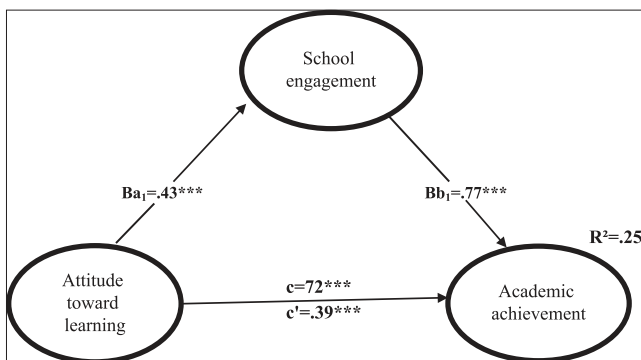 School
engagement
Ba₁=.43***
Bb₁=.77***
R²=.25
Attitude
toward
learning
c=72***
c'=.39***
Academic
achievement